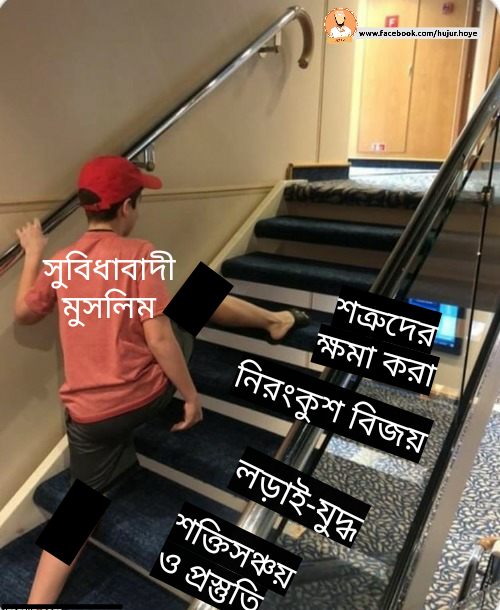 www.facebook.com/hujur.hoye
সুবিধাবাদী
মুসলিম
শত্রুদের
ক্ষমা করা
নিরংকুশ বিজয়
লড়াই-যুদ্ধ
শক্তিসঞ্চয়
ও প্রস্তুতি